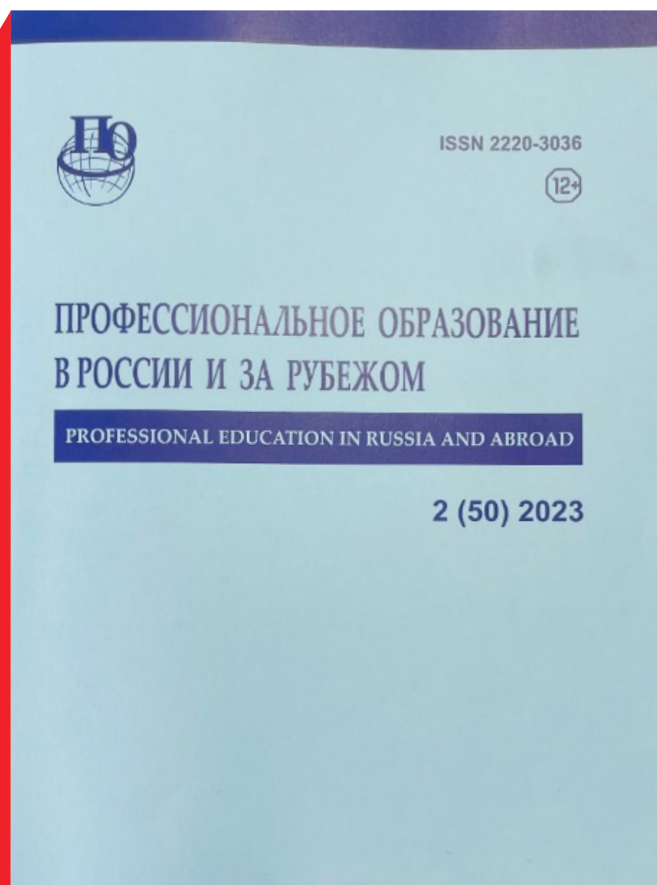 ПО
ISSN 2220-3036
12+
ПРОФЕССИОНАЛЬНОЕ ОБРАЗОВАНИЕ
В РОССИИ И ЗА РУБЕЖОМ
PROFESSIONAL EDUCATION IN RUSSIA AND ABROAD
2 (50) 2023